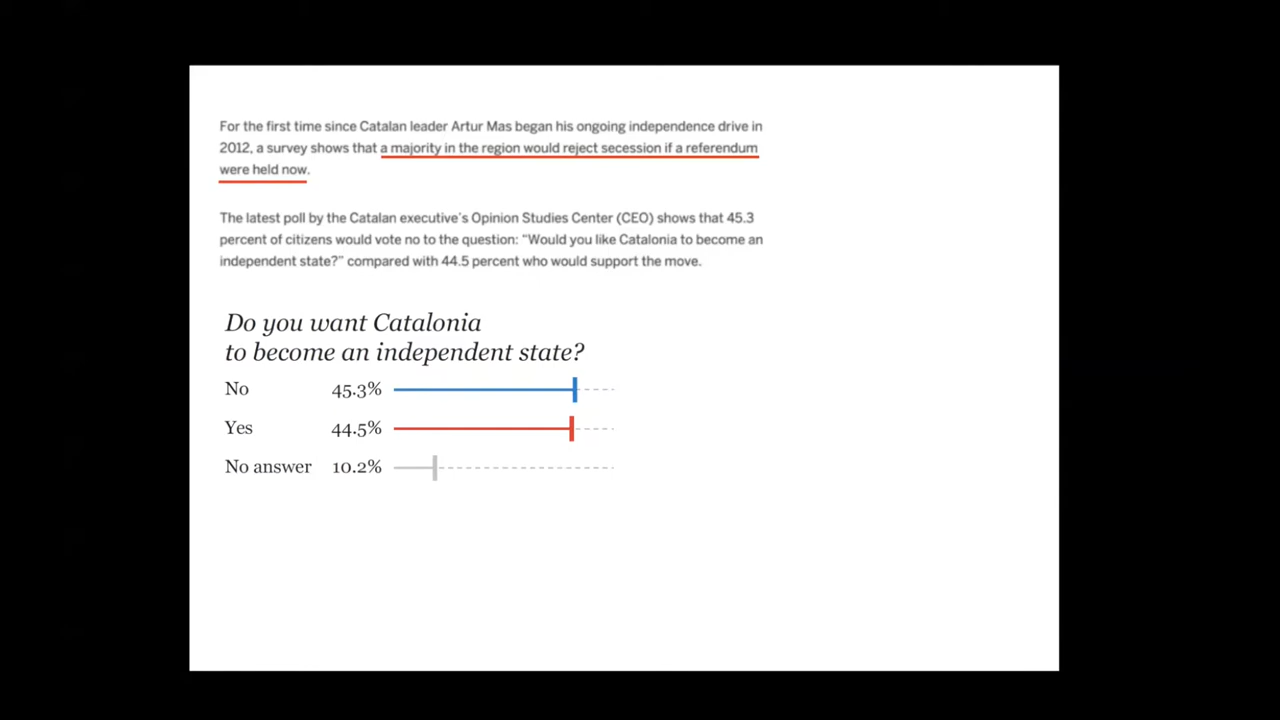 For the first time since Catalan leader Artur Mas began his ongoing independence drive in
2012, a survey shows that a majority in the region would reject secession if a referendum
were held now.
The latest poll by the Catalan executive's Opinion Studies Center (CEO) shows that 45.3
percent of citizens would vote no to the question: “Would you like Catalonia to become an
independent state?” compared with 44.5 percent who would support the move.
Do you want Catalonia
to become an independent state?
No 45.3%
Yes 44.5%
No answer 10.2%